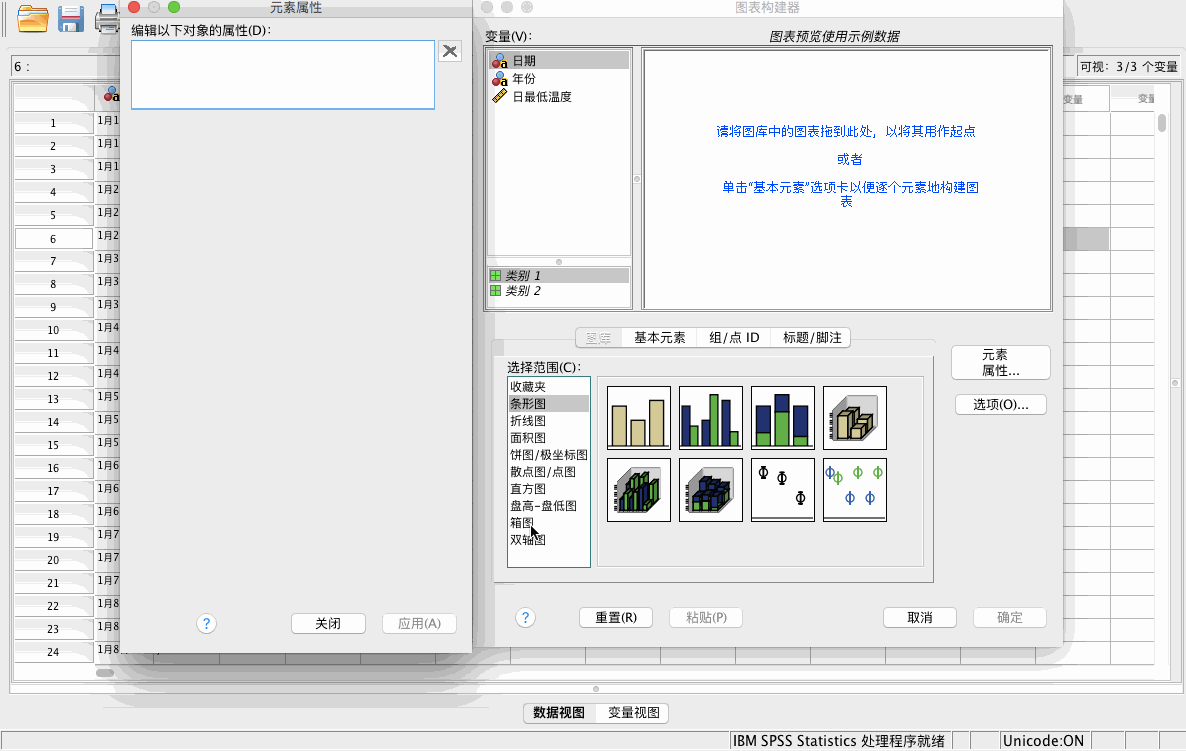 元素属性
图表构建器
编辑以下对象的属性(D):
变量(V):
图表预览使用示例数据
日期
年份
日最低温度
请将图库中的图表拖到此处，以将其用作起点
或者
单击“基本元素”选项卡以便逐个元素地构建图
表
类别 1
类别 2
图库
基本元素
组/点 ID
标题/脚注
选择范围(C):
收藏夹
条形图
折线图
面积图
饼图/极坐标图
散点图/点图
直方图
盘高-盘低图
箱图
双轴图
元素
属性...
选项(O)...
?
关闭
应用(A)
?
重置(R)
粘贴(P)
取消
确定
6 :
可视: 3/3 个变量
变量
变量
1 1月1
2 1月1
3 1月1
4 1月2
5 1月2
6 1月2
7 1月3
8 1月3
9 1月3
10 1月4
11 1月4
12 1月4
13 1月5
14 1月5
15 1月5
16 1月6
17 1月6
18 1月6
19 1月7
20 1月7
21 1月7
22 1月8
23 1月8
24 1月8
数据视图
变量视图
IBM SPSS Statistics 处理程序就绪
Unicode:ON